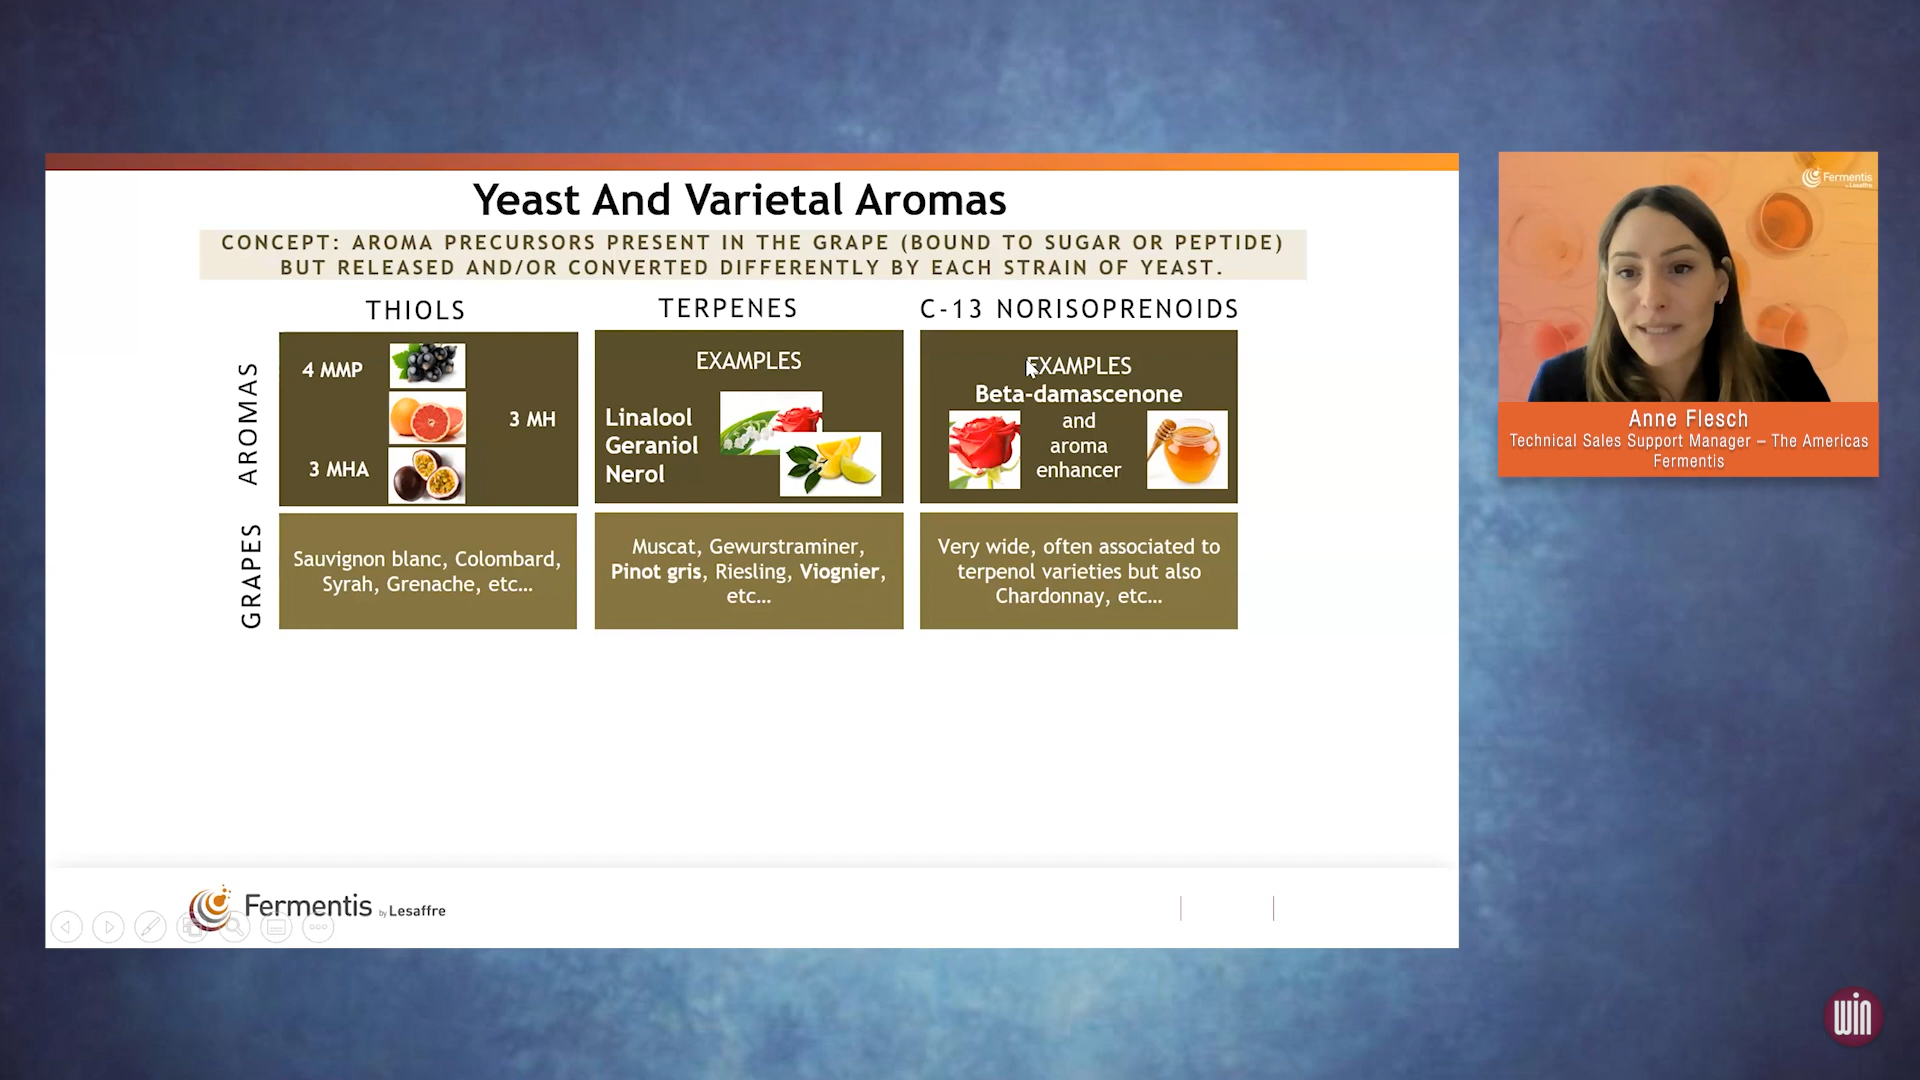 Yeast And Varietal Aromas
CONCEPT: AROMA PRECURSORS PRESENT IN THE GRAPE (BOUND TO SUGAR OR PEPTIDE)
BUT RELEASED AND/OR CONVERTED DIFFERENTLY BY EACH STRAIN OF YEAST.
THIOLS
TERPENES
C-13 NORISOPRENOIDS
AROMAS
4 MMP
3 MH
3 MHA
EXAMPLES
Linalool
Geraniol
Nerol
EXAMPLES
Beta-damascenone
and
aroma
enhancer
GRAPES
Sauvignon blanc, Colombard,
Syrah, Grenache, etc...
Muscat, Gewurstraminer,
Pinot gris, Riesling, Viognier,
etc...
Very wide, often associated to
terpenol varieties but also
Chardonnay, etc...
Fermentis by Lesaffre
Fermentis
by Lesaffre
Anne Flesch
Technical Sales Support Manager – The Americas
Fermentis
win